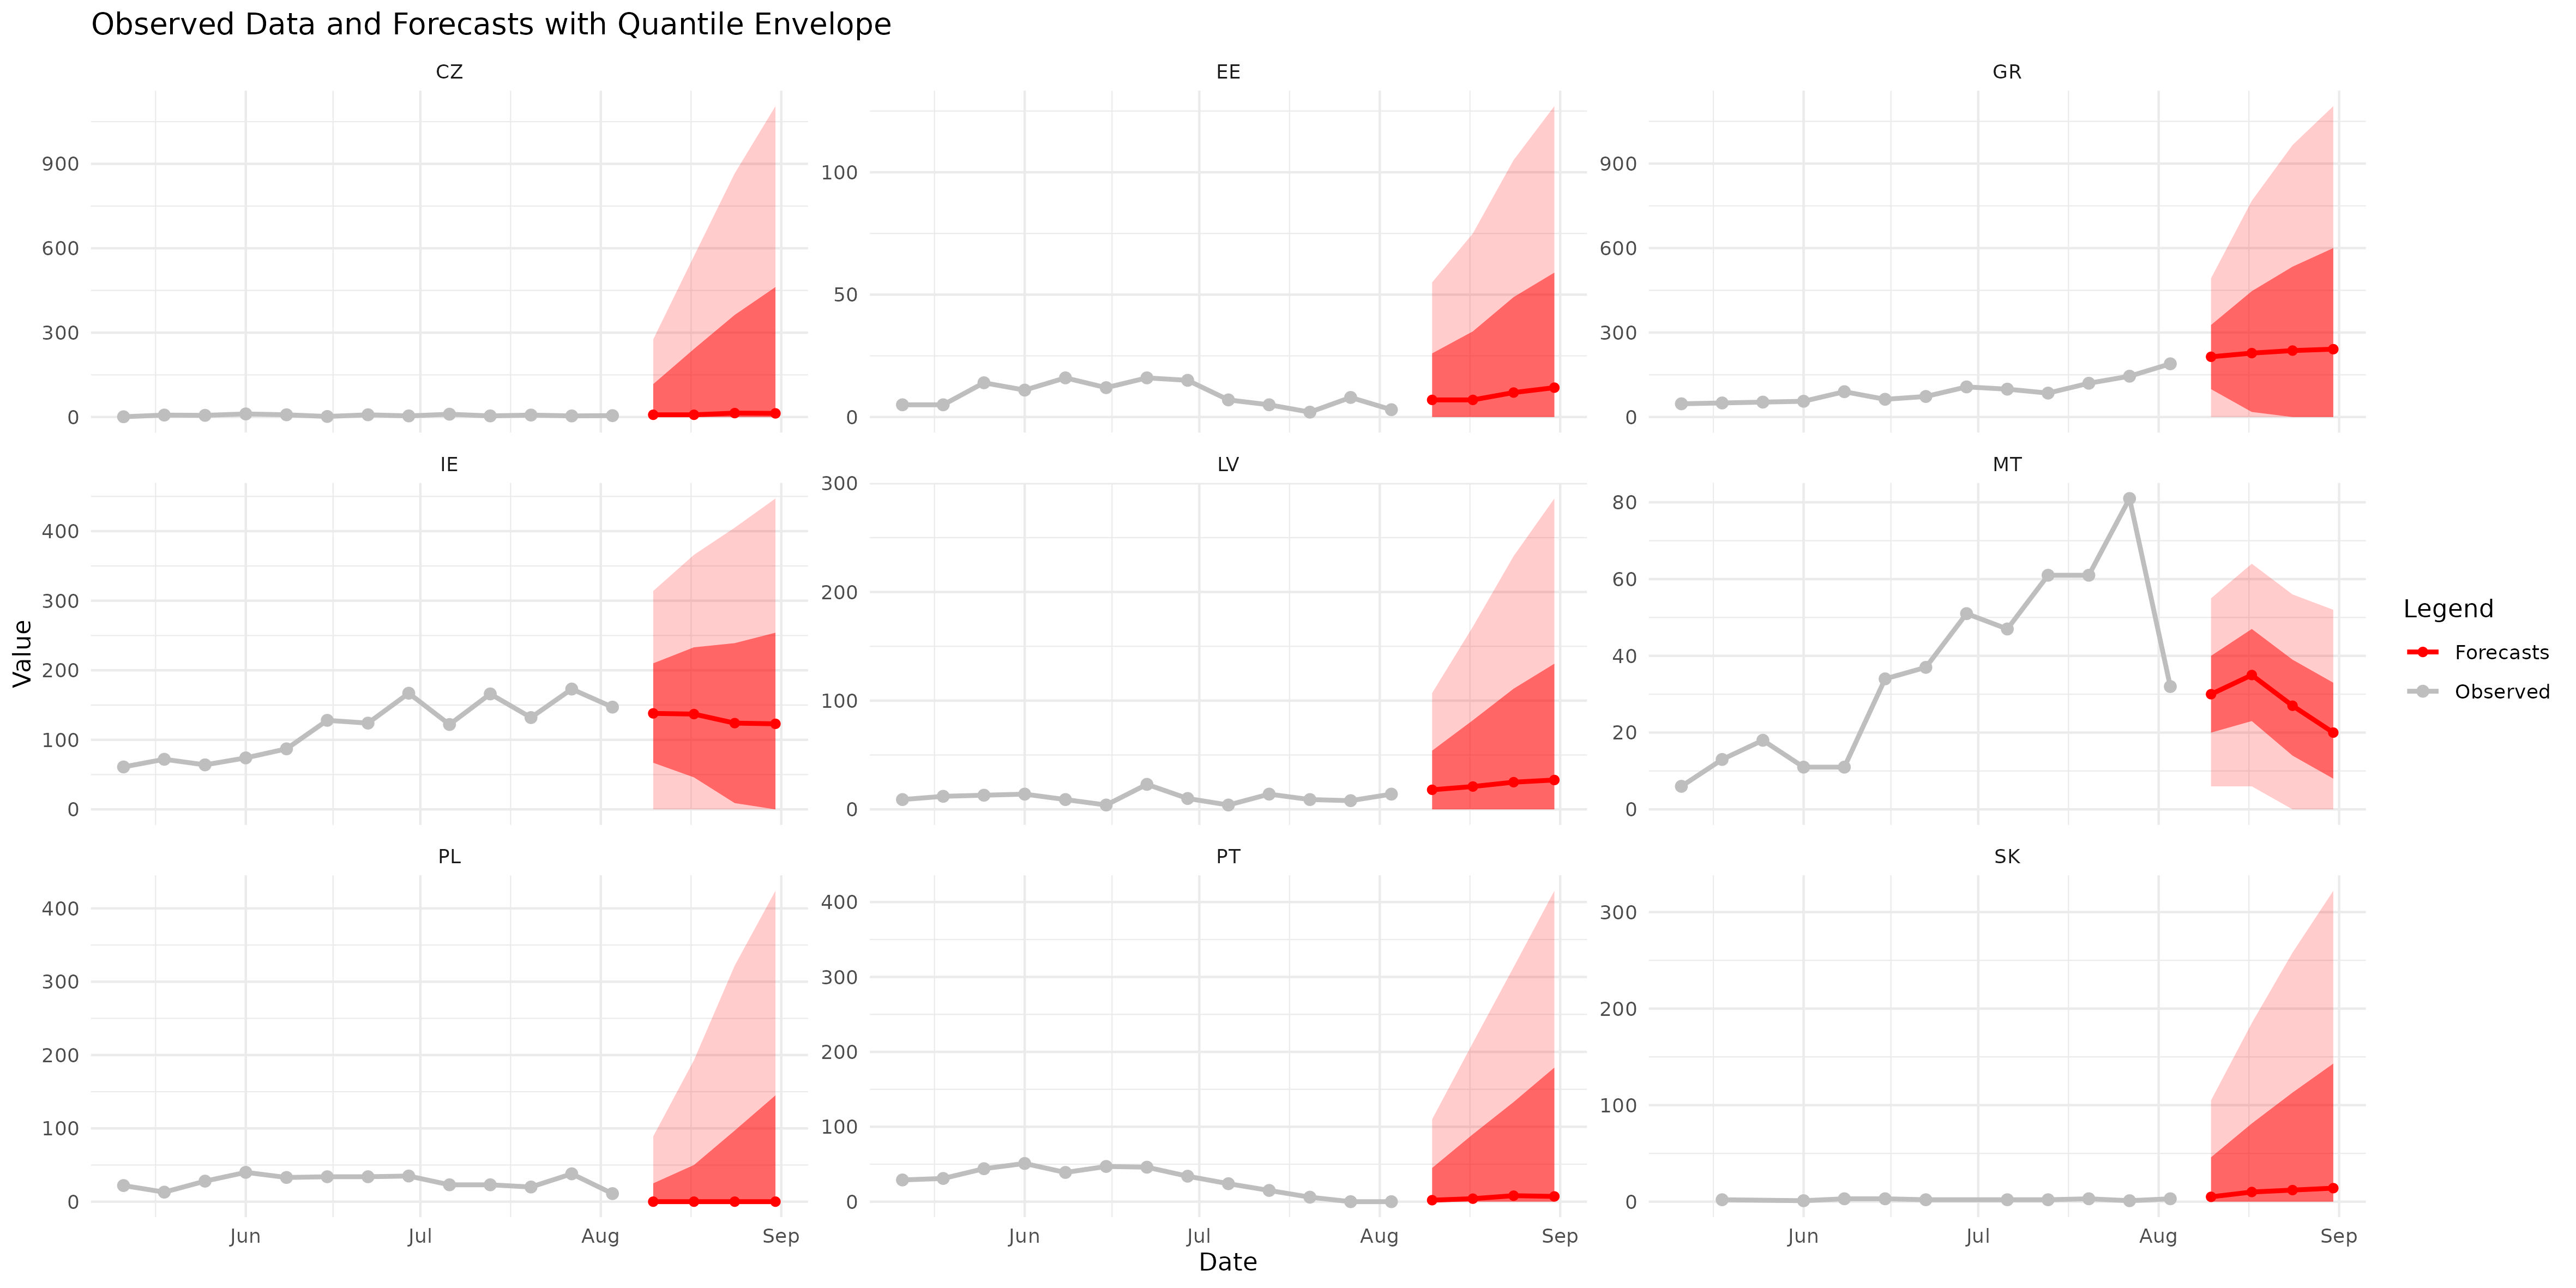 Observed Data and Forecasts with Quantile Envelope
CZ
EE
GR
900
600
300
0
100
50
0
900
600
300
0
IE
LV
MT
400
300
200
100
0
300
200
100
0
80
60
40
20
0
PL
PT
SK
400
300
200
100
0
400
300
200
100
0
300
200
100
0
Jun Jul Aug Sep
Jun Jul Aug Sep
Jun Jul Aug Sep
Value
Date
Legend
Forecasts
Observed